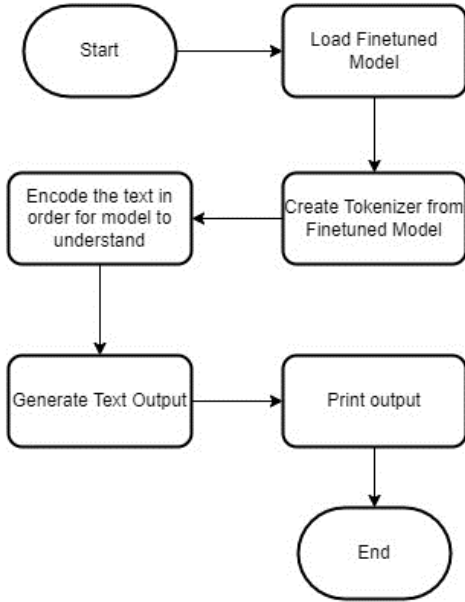 Start
Load Finetuned
Model
Create Tokenizer from
Finetuned Model
Encode the text in
order for model to
understand
Generate Text Output
Print output
End